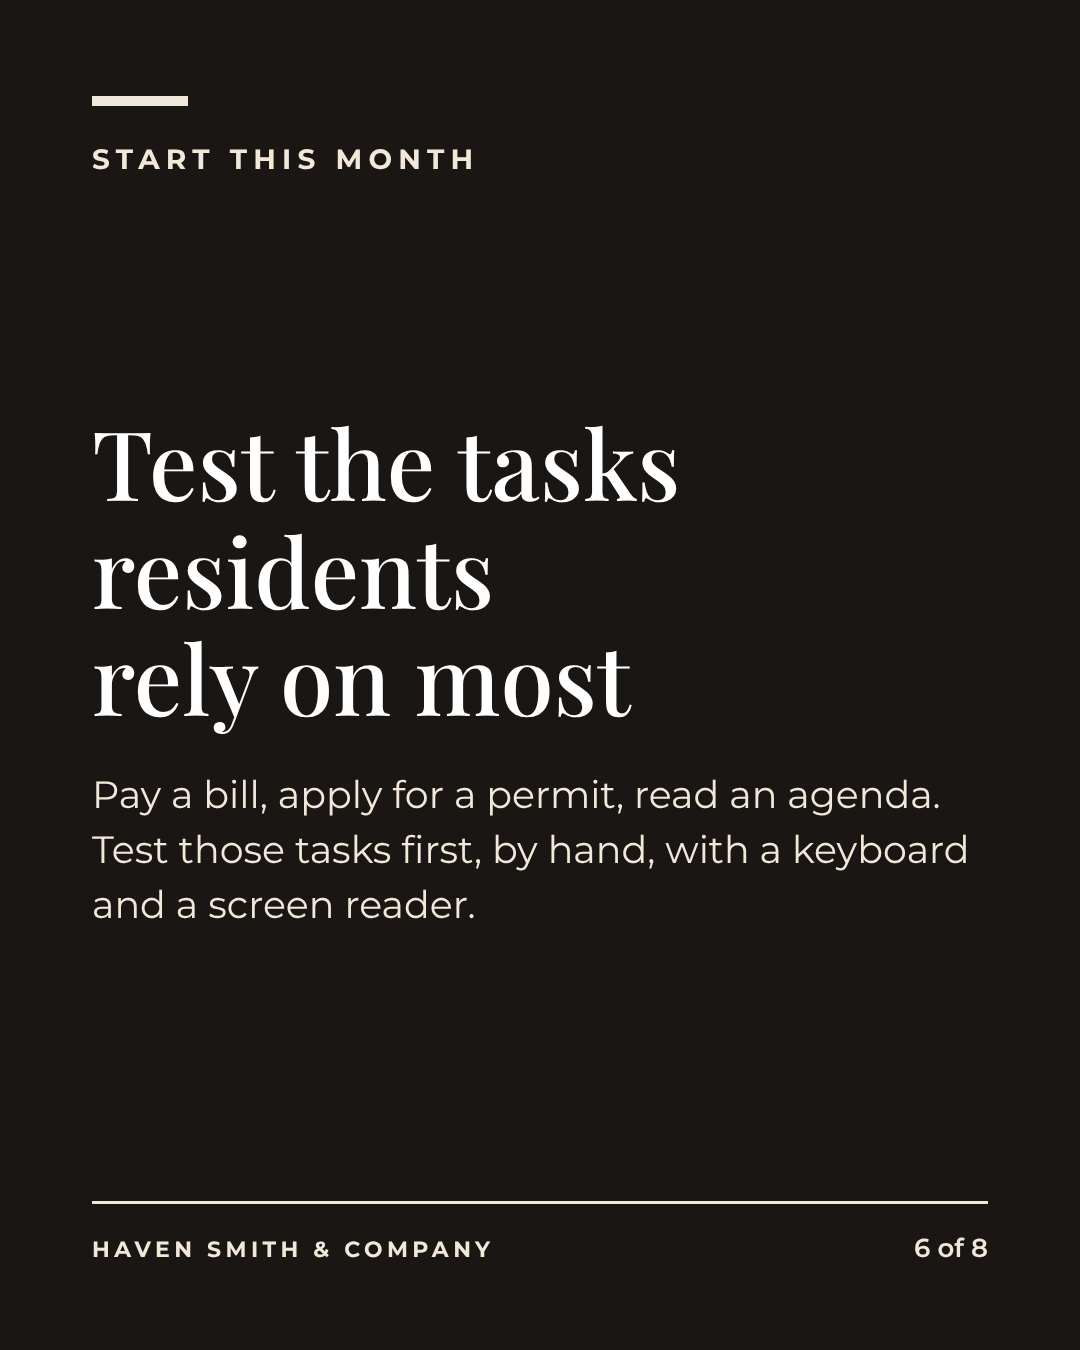 START THIS MONTH
Test the tasks
residents
rely on most
Pay a bill, apply for a permit, read an agenda.
Test those tasks first, by hand, with a keyboard
and a screen reader.
HAVEN SMITH & COMPANY
6 of 8